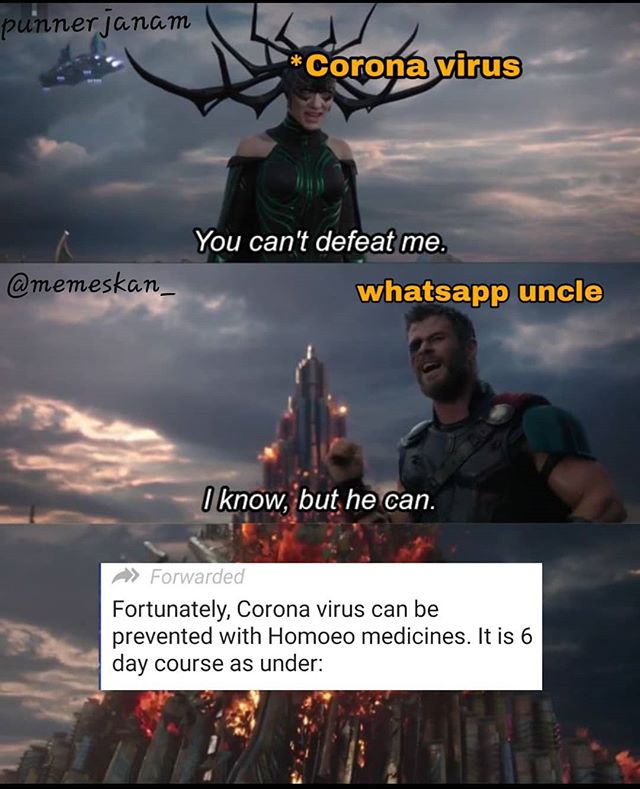 punnerjanam
*Corona virus
You can't defeat me.
@memeskan_
whatsapp uncle
I know, but he can.
Forwarded
Fortunately, Corona virus can be
prevented with Homoeo medicines. It is 6
day course as under: